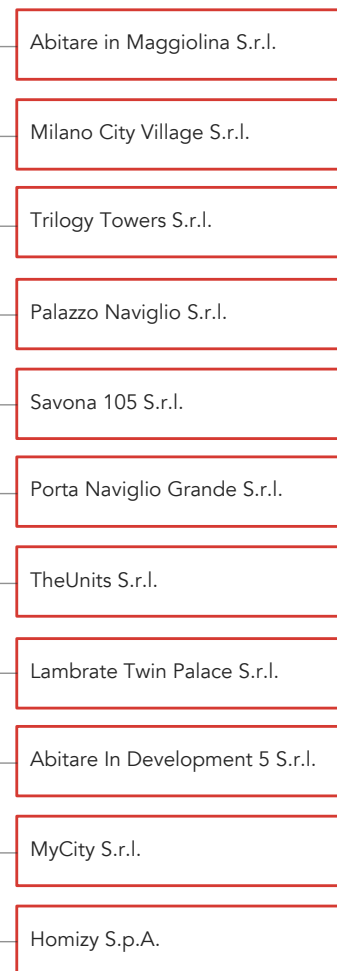 Abitare in Maggiolina S.r.l.
Milano City Village S.r.l.
Trilogy Towers S.r.l.
Palazzo Naviglio S.r.l.
Savona 105 S.r.l.
Porta Naviglio Grande S.r.l.
TheUnits S.r.l.
Lambrate Twin Palace S.r.l.
Abitare In Development 5 S.r.l.
MyCity S.r.l.
Homizy S.p.A.